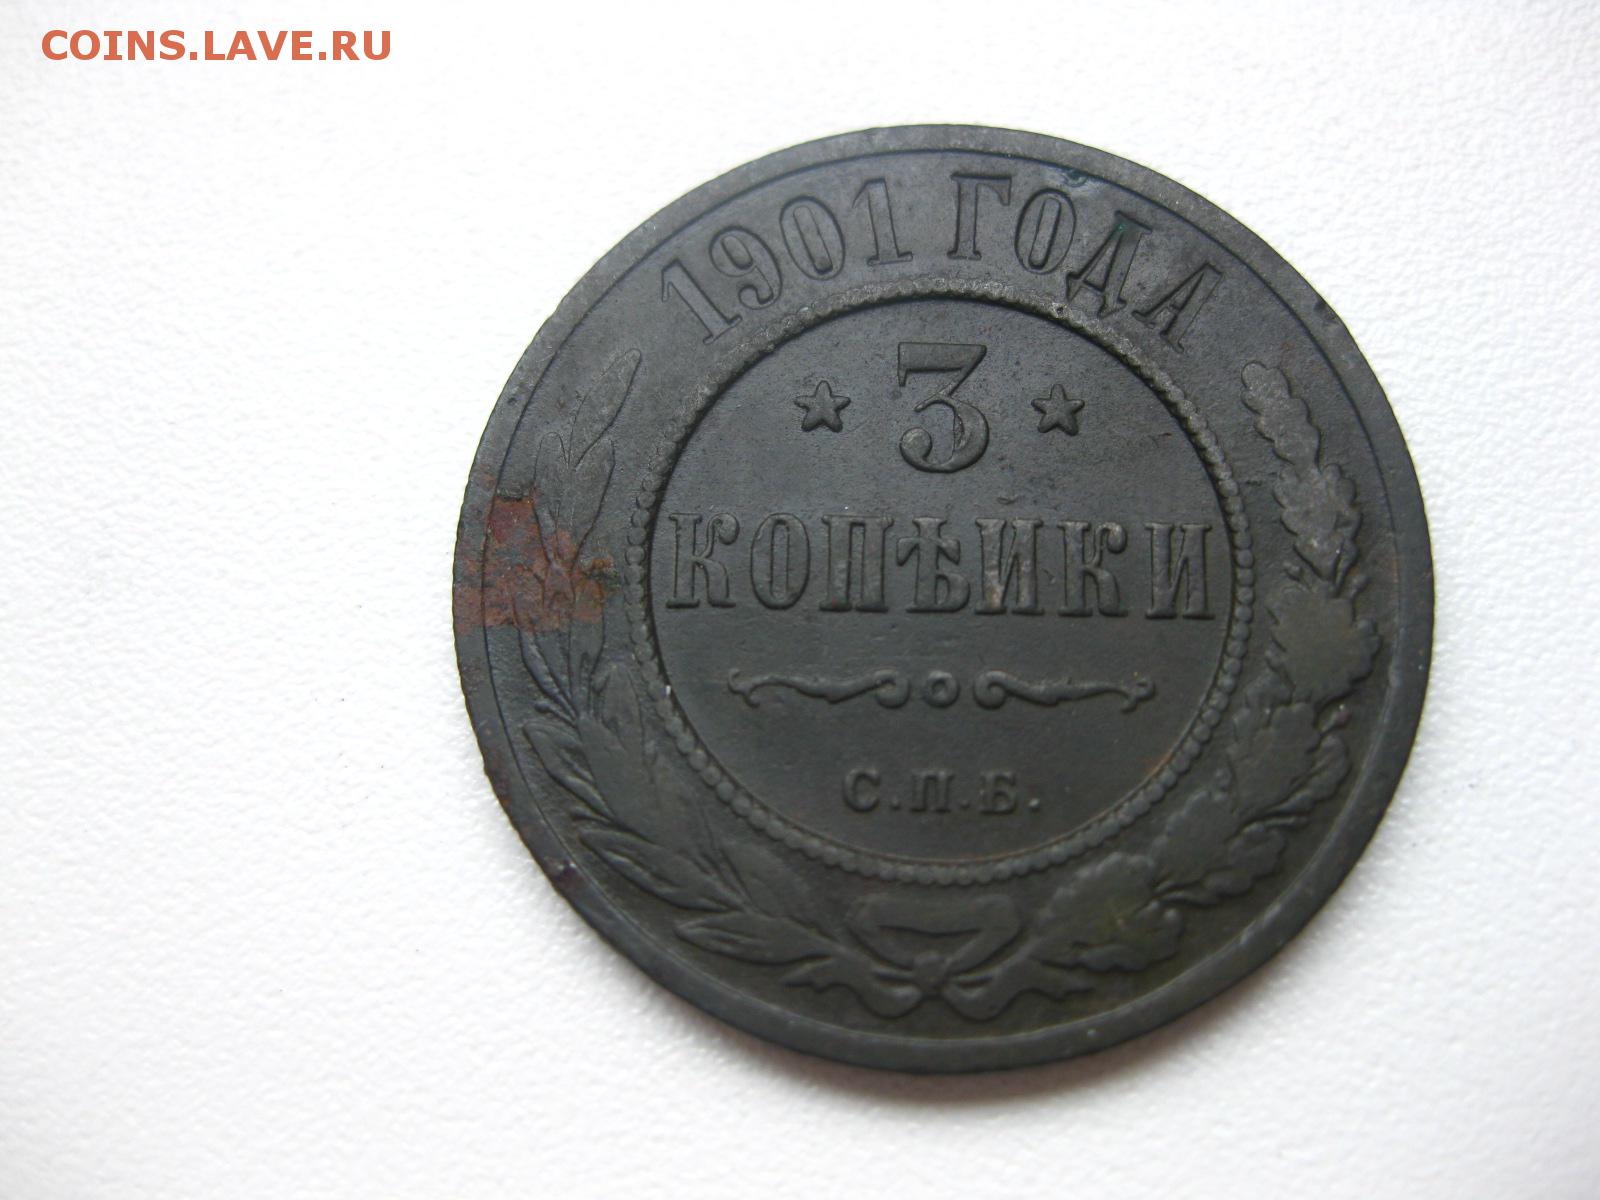 COINS.LAVE.RU
1901 ГОДА
* 3 *
КОПѢЙКИ
С.П.Б.